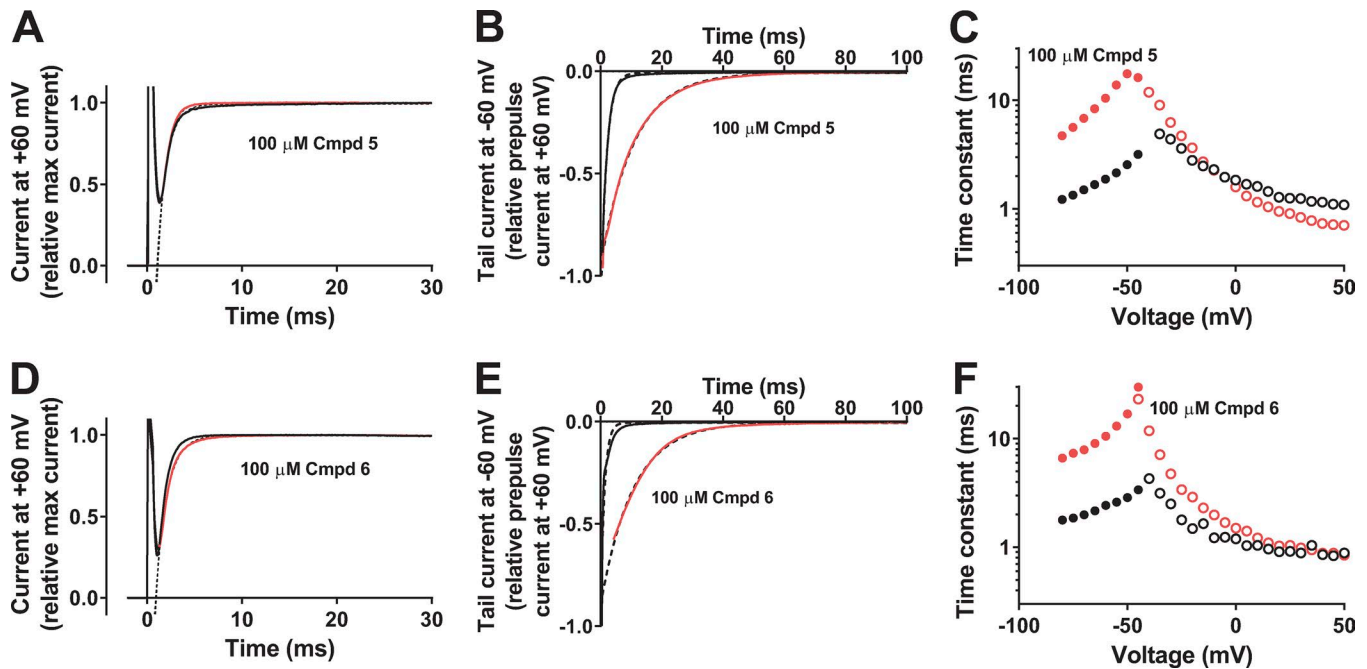 A
Current at +60 mV
(relative max current)
1.0
0.5
0.0
100 μM Cmpd 5
0
10
20
30
Time (ms)
B
Time (ms)
0
20
40
60
80
100
Tail current at -60 mV
(relative prepulse
current at +60 mV)
0.0
-0.5
-1.0
100 μM Cmpd 5
C
100 μM Cmpd 5
Time constant (ms)
10
1
-100
-50
0
50
Voltage (mV)
D
Current at +60 mV
(relative max current)
1.0
0.5
0.0
100 μM Cmpd 6
0
10
20
30
Time (ms)
E
Time (ms)
0
20
40
60
80
100
Tail current at -60 mV
(relative prepulse
current at +60 mV)
0.0
-0.5
-1.0
100 μM Cmpd 6
F
100 μM Cmpd 6
Time constant (ms)
10
1
-100
-50
0
50
Voltage (mV)